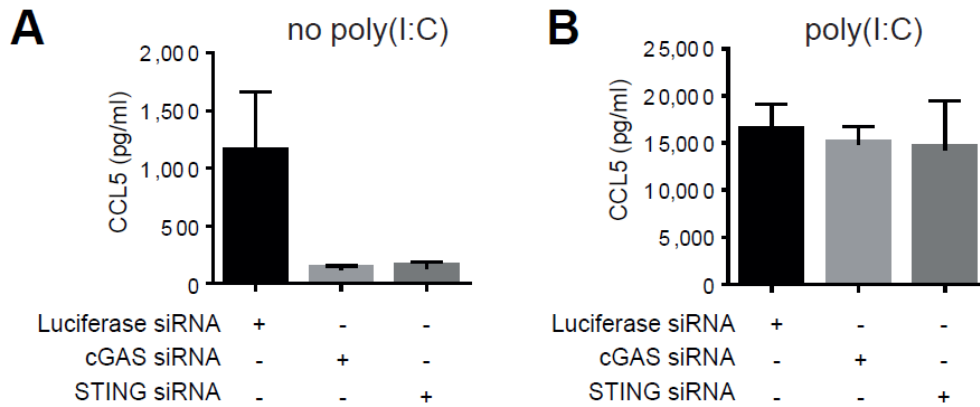 A
no poly(I:C)
CCL5 (pg/ml)
2,000
1,500
1,000
500
0
Luciferase siRNA + - -
cGAS siRNA - + -
STING siRNA - - +
B
poly(I:C)
CCL5 (pg/ml)
25,000
20,000
15,000
10,000
5,000
0
Luciferase siRNA + - -
cGAS siRNA - + -
STING siRNA - - +